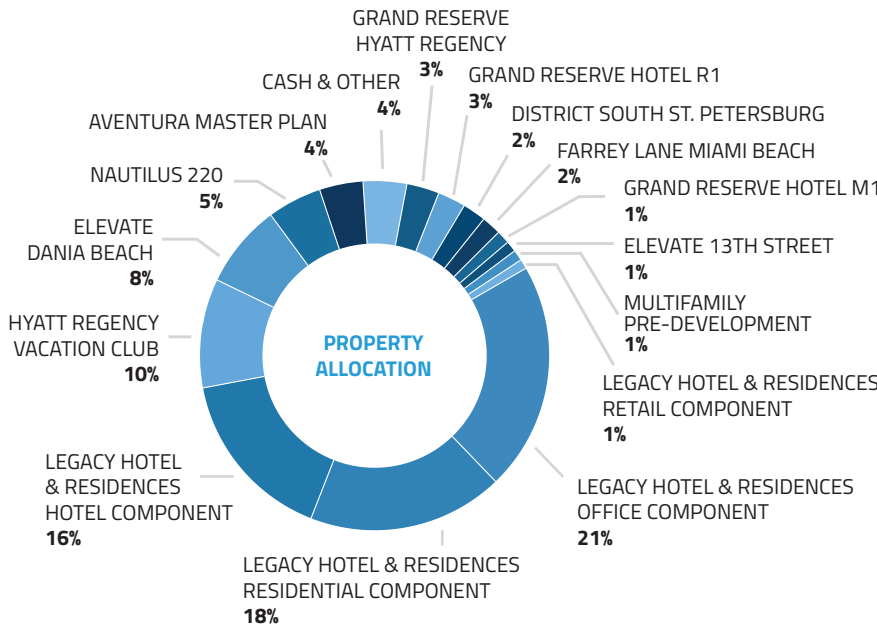 GRAND RESERVE
HYATT REGENCY
3%
CASH & OTHER
4%
GRAND RESERVE HOTEL R1
3%
AVENTURA MASTER PLAN
4%
DISTRICT SOUTH ST. PETERSBURG
2%
NAUTILUS 220
5%
FARREY LANE MIAMI BEACH
2%
GRAND RESERVE HOTEL M1
1%
ELEVATE
DANIA BEACH
8%
ELEVATE 13TH STREET
1%
HYATT REGENCY
VACATION CLUB
10%
MULTIFAMILY
PRE-DEVELOPMENT
1%
PROPERTY
ALLOCATION
LEGACY HOTEL & RESIDENCES
RETAIL COMPONENT
1%
LEGACY HOTEL
& RESIDENCES
HOTEL COMPONENT
16%
LEGACY HOTEL & RESIDENCES
OFFICE COMPONENT
21%
LEGACY HOTEL & RESIDENCES
RESIDENTIAL COMPONENT
18%